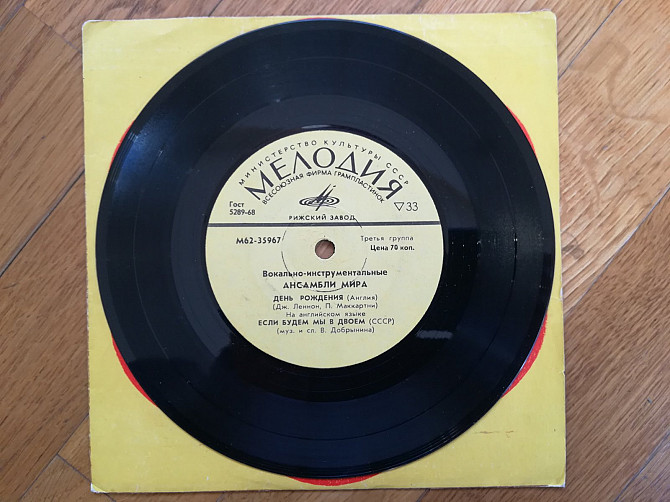 МИНИСТЕРСТВО КУЛЬТУРЫ СССР
МЕЛОДИЯ
ВСЕСОЮЗНАЯ ФИРМА ГРАМПЛАСТИНОК
Гост
5289-68
▽33
РИЖСКИЙ ЗАВОД
М62-35967
Третья группа
Цена 70 коп.
Вокально-инструментальные
АНСАМБЛИ МИРА
ДЕНЬ РОЖДЕНИЯ (Англия)
(Дж. Леннон, П. Маккартни)
На английском языке
ЕСЛИ БУДЕМ МЫ В ДВОЕМ (СССР)
(муз. и сл. В. Добрынина)